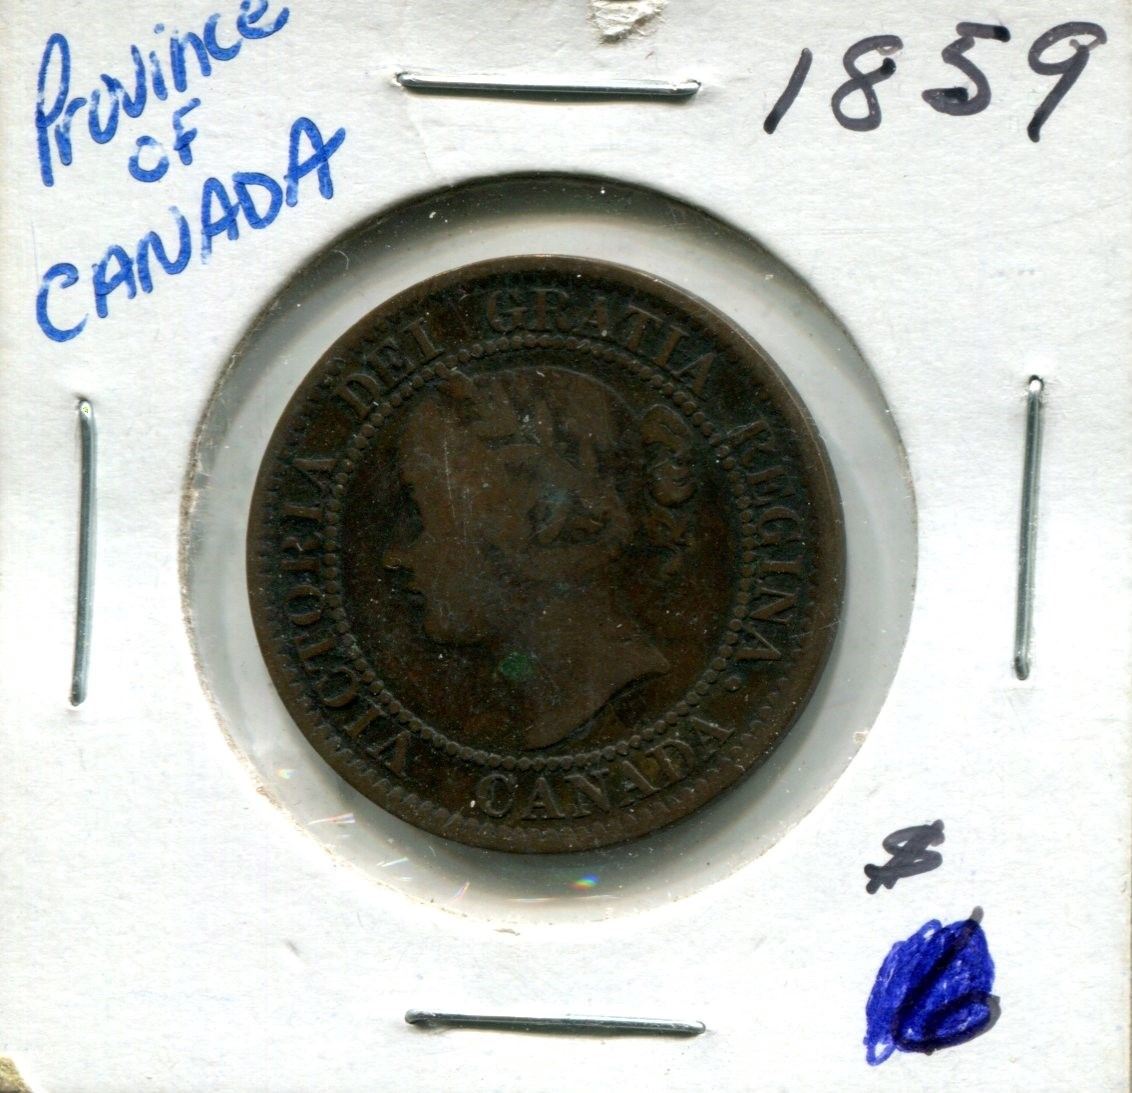 Province
OF
CANADA
1859
VICTORIA DEI GRATIA REGINA.
CANADA
$